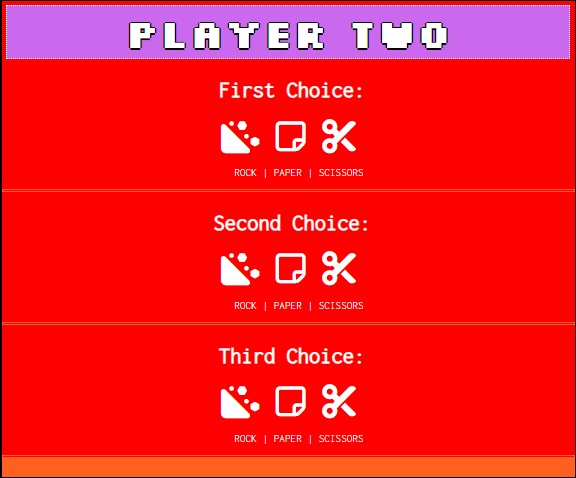 PLAYER TWO
First Choice:
ROCK | PAPER | SCISSORS
Second Choice:
ROCK | PAPER | SCISSORS
Third Choice:
ROCK | PAPER | SCISSORS